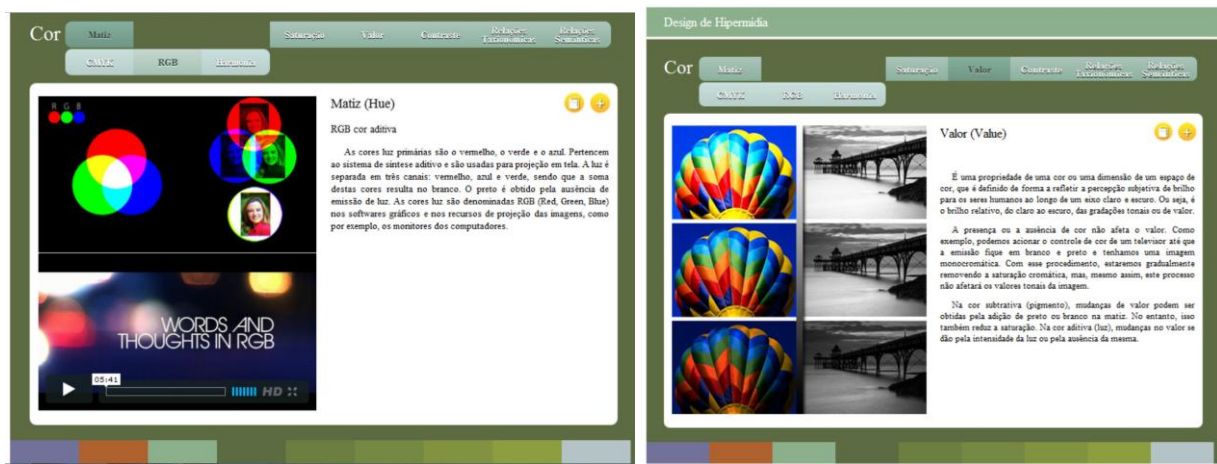 Cor
Matiz
Saturação
Valor
Contraste
Relações
Taxionômicas
Relações
Semânticas
CMYK
RGB
Harmonia
R G B
Matiz (Hue)
RGB cor aditiva
As cores luz primárias são o vermelho, o verde e o azul. Pertencem
ao sistema de síntese aditivo e são usadas para projeção em tela. A luz é
separada em três canais: vermelho, azul e verde, sendo que a soma
destas cores resulta no branco. O preto é obtido pela ausência de
emissão de luz. As cores luz são denominadas RGB (Red, Green, Blue)
nos softwares gráficos e nos recursos de projeção das imagens, como
por exemplo, os monitores dos computadores.
WORDS AND
THOUGHTS IN RGB
05:41
HD
Design de Hipermídia
Cor
Matiz
Saturação
Valor
Contraste
Relações
Taxionômicas
Relações
Semânticas
CMYK
RGB
Harmonia
Valor (Value)
É uma propriedade de uma cor ou uma dimensão de um espaço de
cor, que é definido de forma a refletir a percepção subjetiva de brilho
para os seres humanos ao longo de um eixo claro e escuro. Ou seja, é
o brilho relativo, do claro ao escuro, das gradações tonais ou de valor.
A presença ou a ausência de cor não afeta o valor. Como
exemplo, podemos acionar o controle de cor de um televisor até que
a emissão fique em branco e preto e tenhamos uma imagem
monocromática. Com esse procedimento, estaremos gradualmente
removendo a saturação cromática, mas, mesmo assim, este processo
não afetará os valores tonais da imagem.
Na cor subtrativa (pigmento), mudanças de valor podem ser
obtidas pela adição de preto ou branco na matiz. No entanto, isso
também reduz a saturação. Na cor aditiva (luz), mudanças no valor se
dão pela intensidade da luz ou pela ausência da mesma.